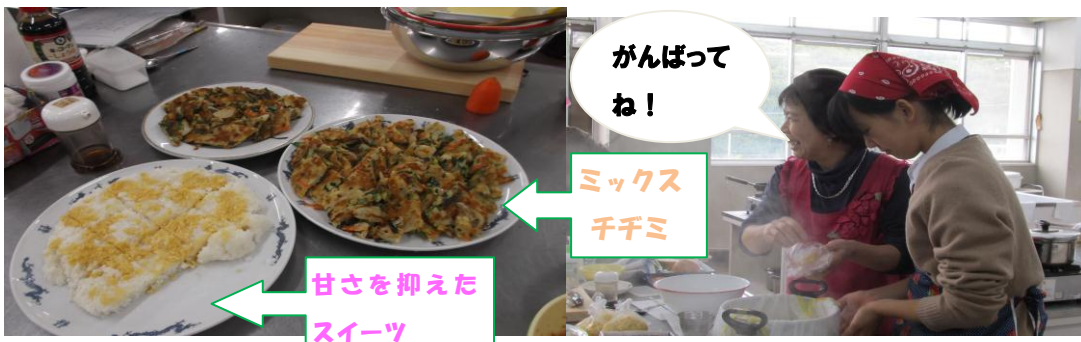 がんばって
ね！
ミックス
チヂミ
甘さを抑えた
スイーツ